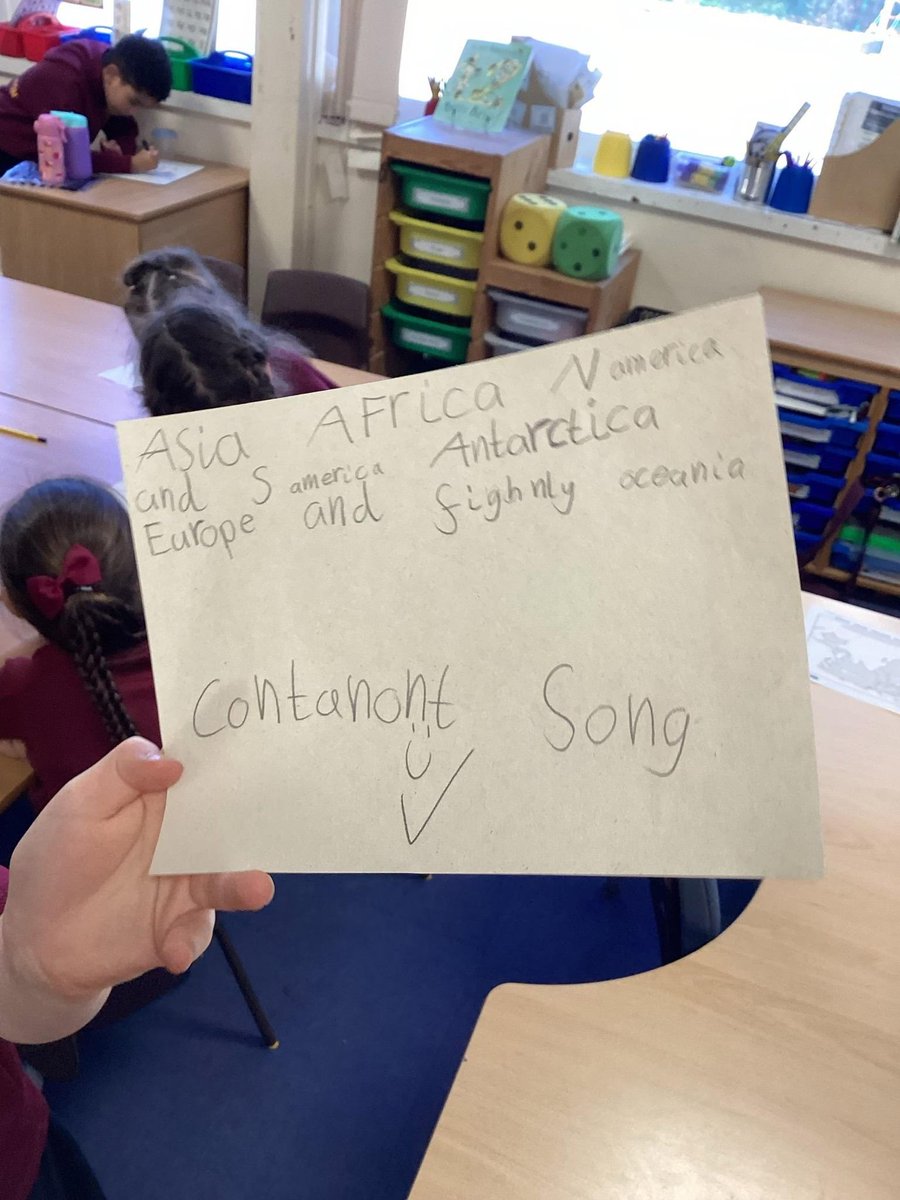 Asia AFrica N america
and S america Antarctica
Europe and fighnly oceania
Contanont Song